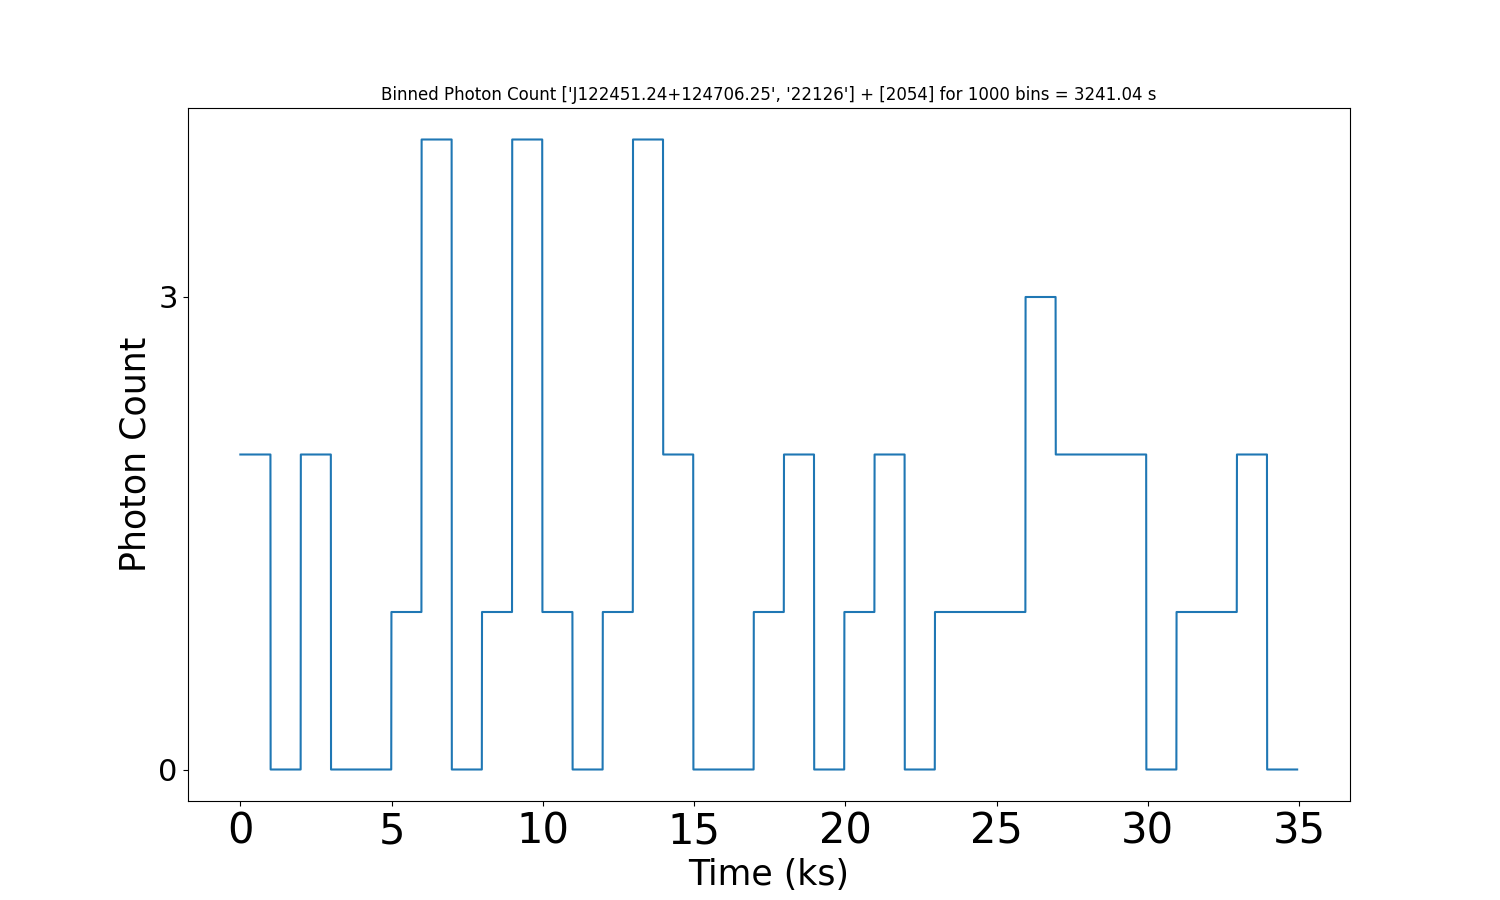 Binned Photon Count ['J122451.24+124706.25', '22126'] + [2054] for 1000 bins = 3241.04 s
Photon Count
3
0
0 5 10 15 20 25 30 35
Time (ks)